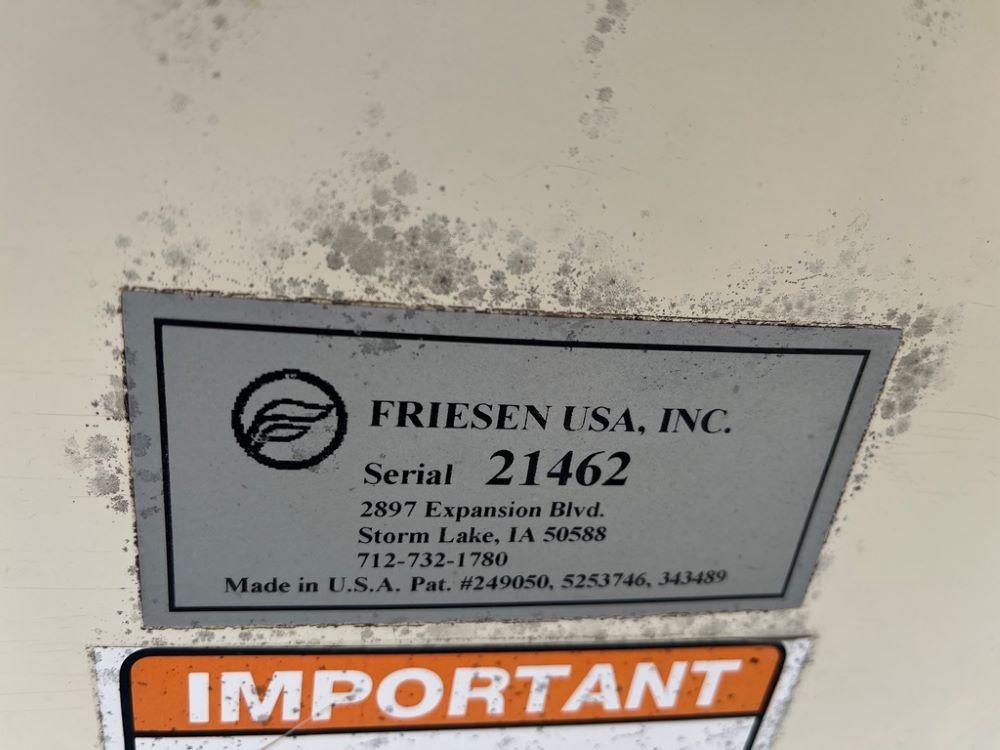 FRIESEN USA, INC.
Serial 21462
2897 Expansion Blvd.
Storm Lake, IA 50588
712-732-1780
Made in U.S.A. Pat. #249050, 5253746, 343489
IMPORTANT